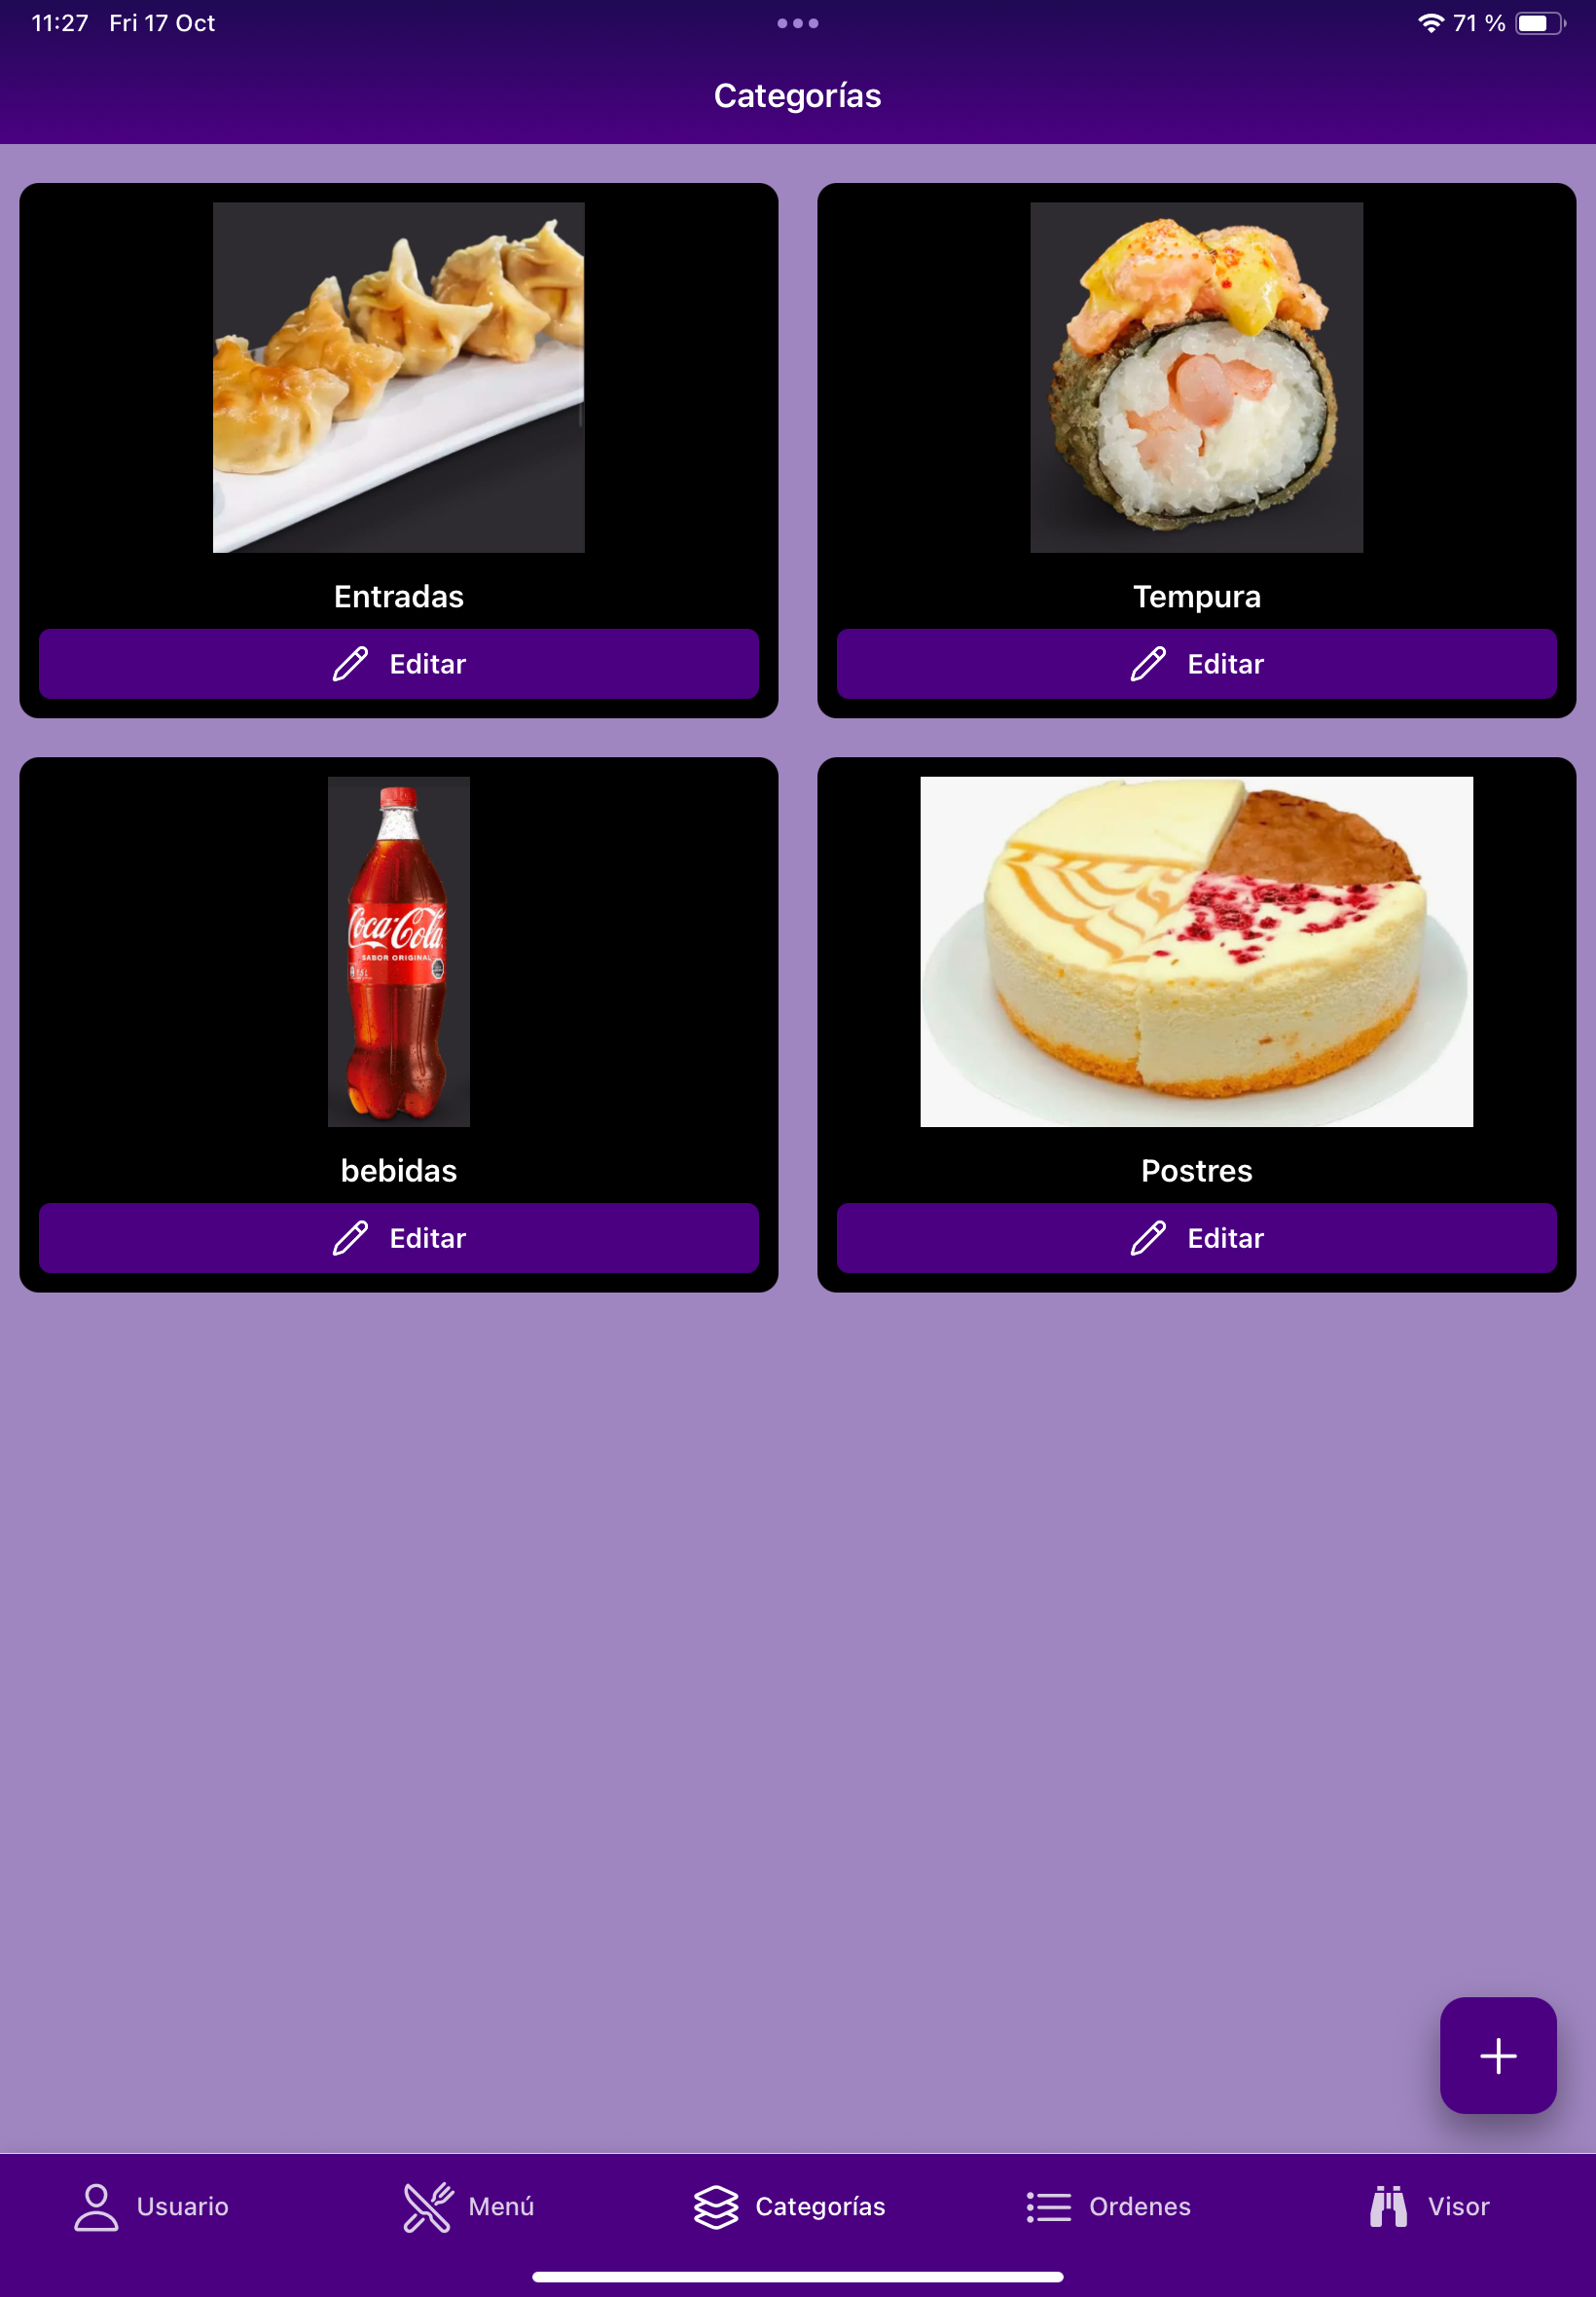 11:27 Fri 17 Oct
71 %
Categorías
Entradas
Tempura
Editar
Editar
Coca-Cola
SABOR ORIGINAL
bebidas
Postres
Editar
Editar
Usuario
Menú
Categorías
Ordenes
Visor